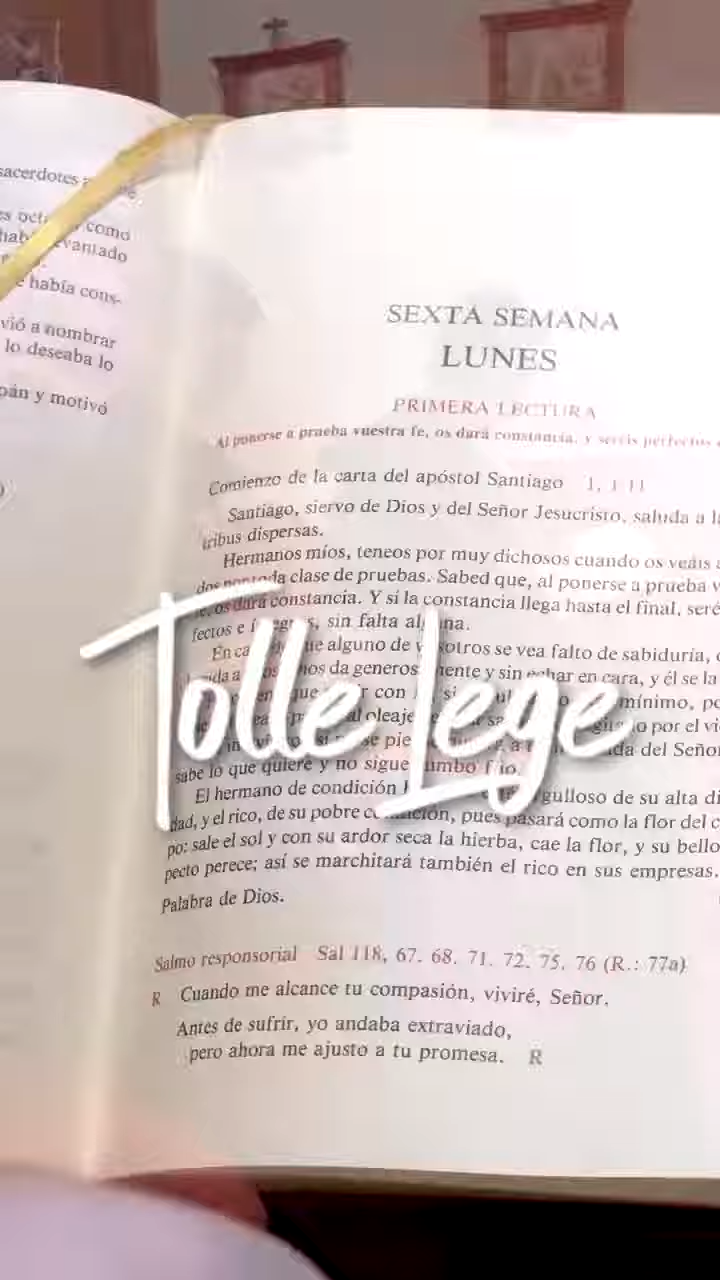 sacerdotes
como
vantado
había cons-
vió a nombrar
lo deseaba lo
pán y motivó
SEXTA SEMANA
LUNES
PRIMERA LECTURA
Al ponerse a prueba vuestra fe, os dará constancia, y seréis perfectos
Comienzo de la carta del apóstol Santiago 1, 1-11
Santiago, siervo de Dios y del Señor Jesucristo, saluda a
tribus dispersas.
Hermanos míos, teneos por muy dichosos cuando os veáis
toda clase de pruebas. Sabed que, al ponerse a prueba
os dará constancia. Y si la constancia llega hasta el final, seré
fectos e sin falta
En que alguno de vosotros se vea falto de sabiduría,
da generosamente y sin echar en cara, y él se la
que con mínimo,
al oleaje por el
del Señor
sabe lo que quiere y no sigue rumbo fijo.
El hermano de condición orgulloso de su alta di
dad, y el rico, de su pobre condición, pues pasará como la flor del
po: sale el sol y con su ardor seca la hierba, cae la flor, y su bello
pecto perece; así se marchitará también el rico en sus empresas.
Palabra de Dios.
Tolle Lege
Salmo responsorial Sal 118, 67. 68. 71. 72. 75. 76 (R.: 77a)
R Cuando me alcance tu compasión, viviré, Señor.
Antes de sufrir, yo andaba extraviado,
pero ahora me ajusto a tu promesa. R